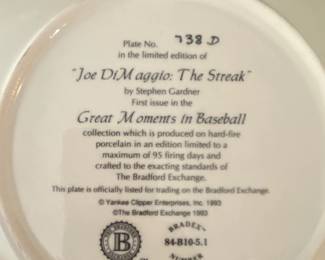 Plate No. 738 D
in the limited edition of
"Joe DiMaggio: The Streak"
by Stephen Gardner
First issue in the
Great Moments in Baseball
collection which is produced on hard-fire
porcelain in an edition limited to a
maximum of 95 firing days and
crafted to the exacting standards of
The Bradford Exchange.
This plate is officially listed for trading on the Bradford Exchange.
© Yankee Clipper Enterprises, Inc. 1993
©The Bradford Exchange 1993
B
BRADEX
84-B10-5.1
NUMBER